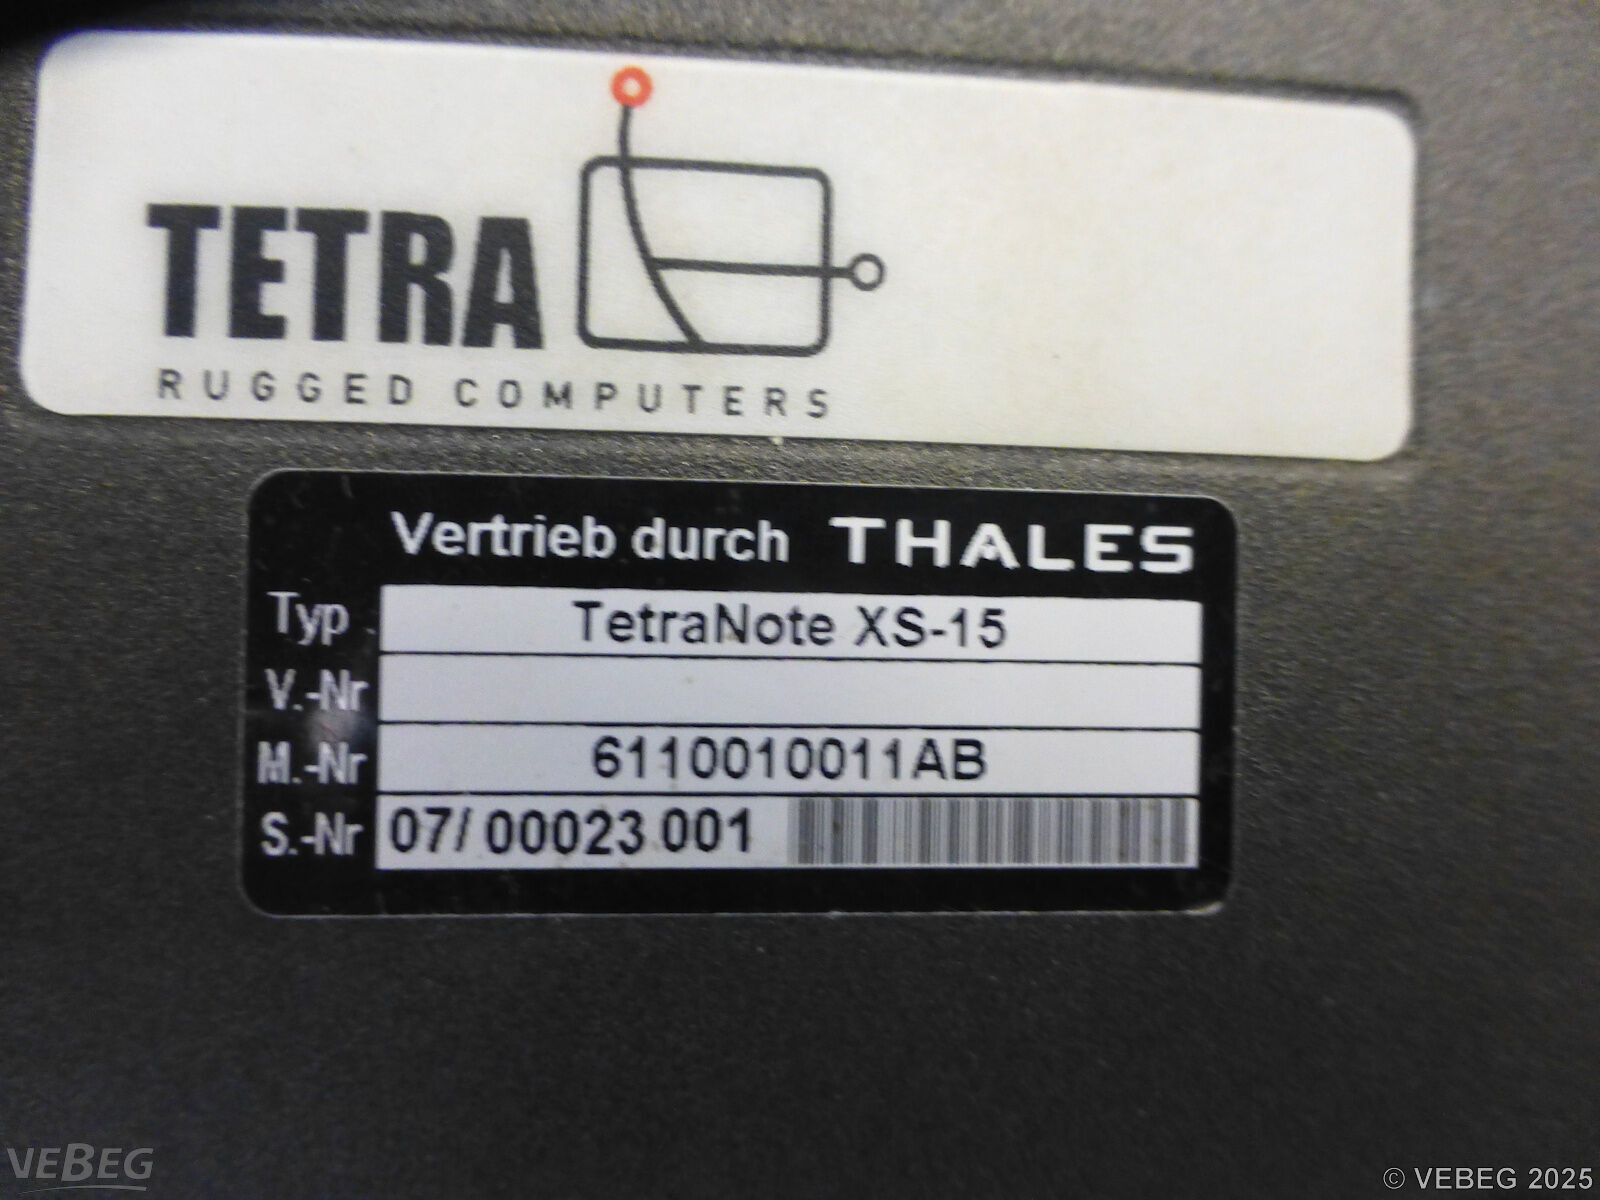 TETRA
RUGGED COMPUTERS
Vertrieb durch THALES
Typ TetraNote XS-15
V.-Nr
M.-Nr 6110010011AB
S.-Nr 07/ 00023 001
VEBEG
© VEBEG 2025